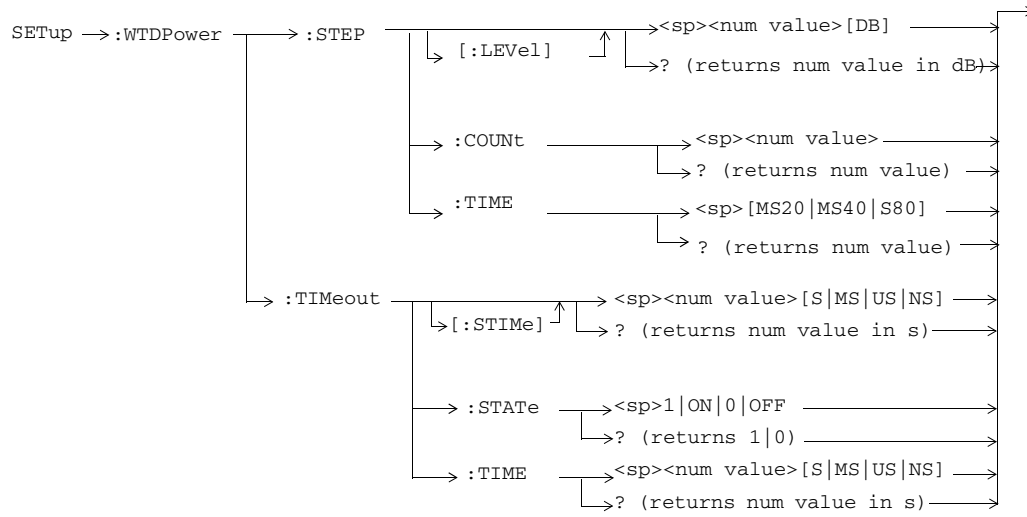 SETup :WTDPower :STEP <sp><num value>[DB]
[:LEVel] ? (returns num value in dB)
:COUNt <sp><num value>
? (returns num value)
:TIME <sp>[MS20|MS40|S80]
? (returns num value)
:TIMeout <sp><num value>[S|MS|US|NS]
[:STIMe] ? (returns num value in s)
:STATe <sp>1|ON|0|OFF
? (returns 1|0)
:TIME <sp><num value>[S|MS|US|NS]
? (returns num value in s)